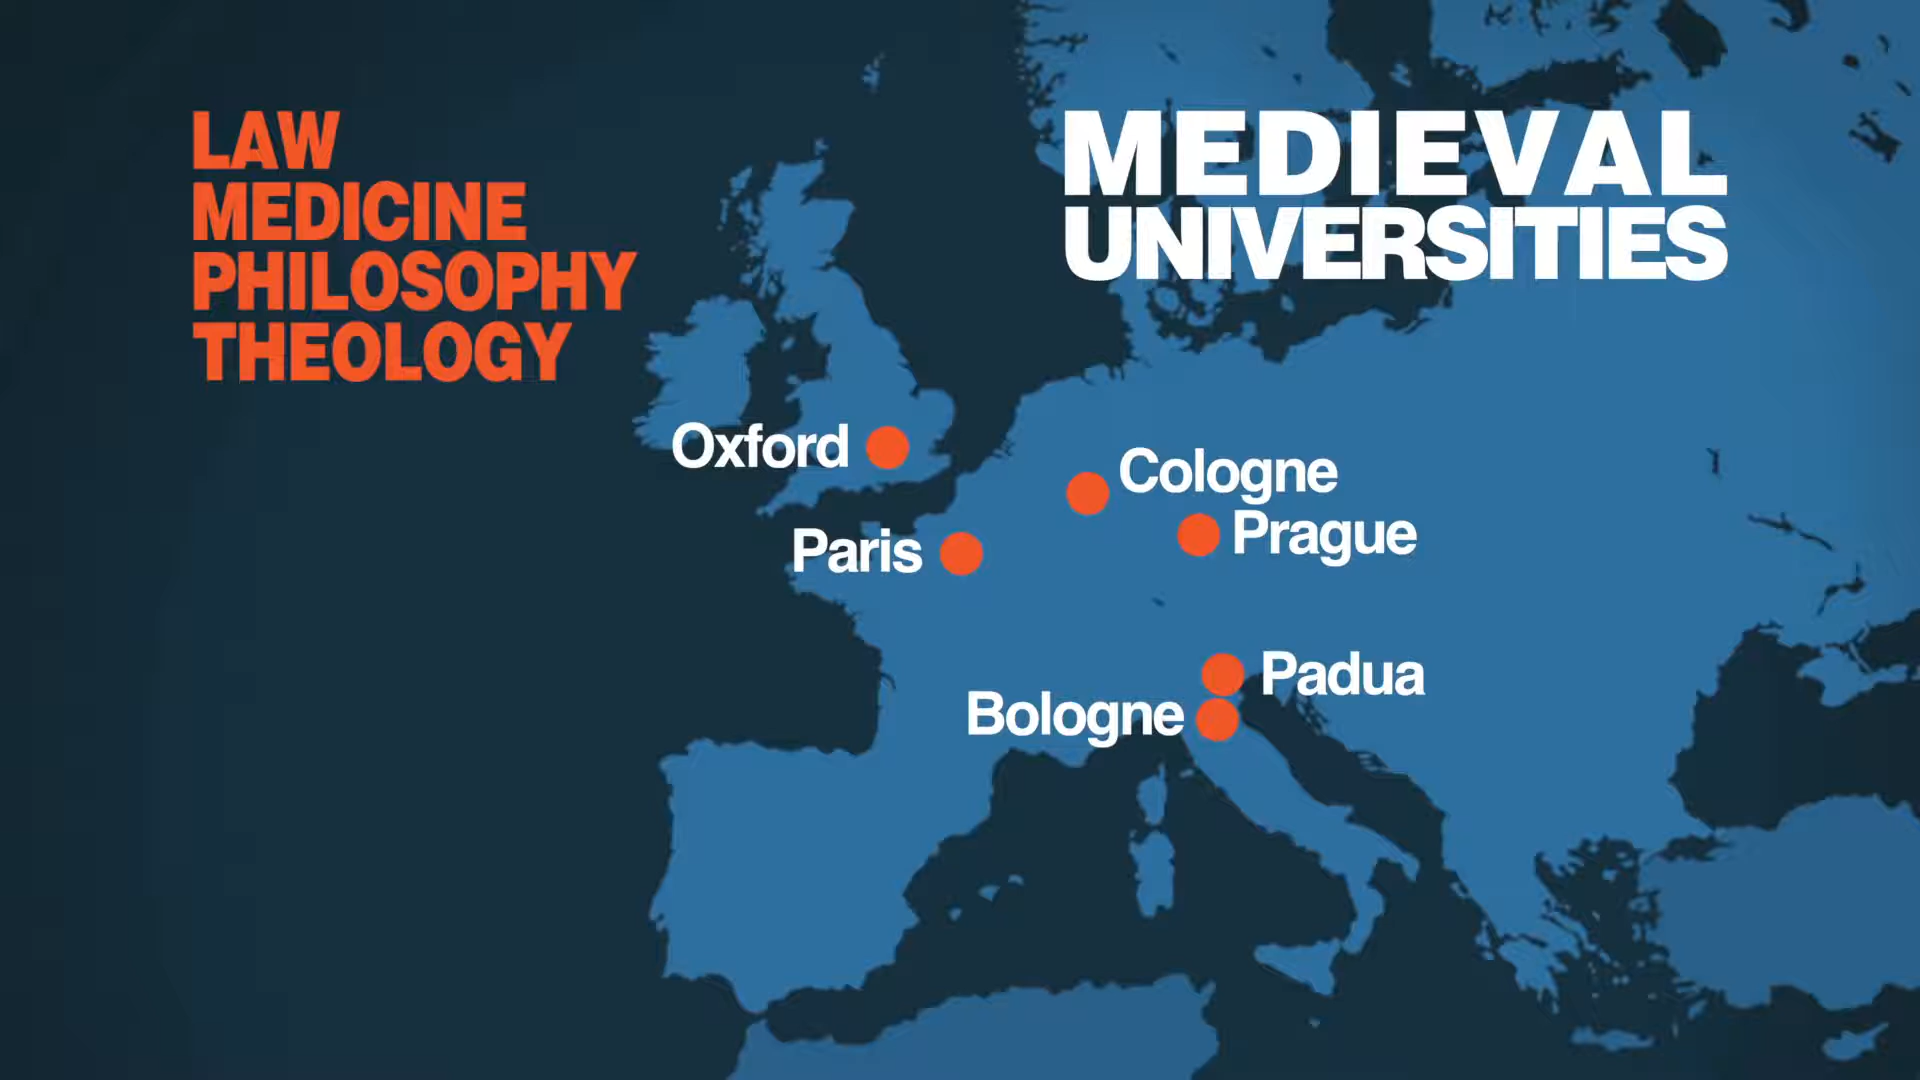 LAW
MEDICINE
PHILOSOPHY
THEOLOGY
MEDIEVAL
UNIVERSITIES
Oxford
Cologne
Prague
Paris
Padua
Bologne